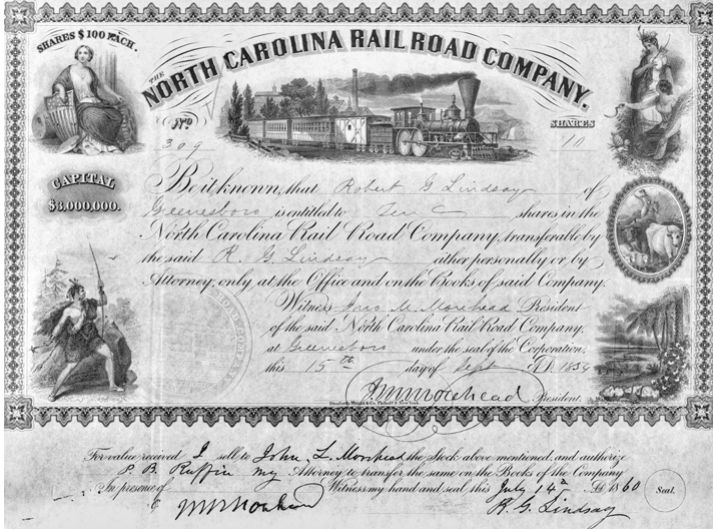 SHARES $100 EACH.
THE
NORTH CAROLINA RAIL ROAD COMPANY.
No
309
SHARES
10
CAPITAL
$3,000,000.
Be it known, that Robert G Lindsay of
Greensboro is entitled to Ten shares in the
North Carolina Rail Road Company, transferable by
the said R. G. Lindsay either personally or by
Attorney, only at the Office and on the Books of said Company.
Witness Jno M. Morehead President
of the said North Carolina Rail Road Company,
at Greensboro under the seal of the Corporation,
this 15th day of Sept A.D. 1854
J M Morehead President.
For value received I sell to John. L. Morehead the Stock above mentioned, and authorize
P. B. Ruffin my Attorney to transfer the same on the Books of the Company
In presence of Witness my hand and seal this July 14th A.D. 1860
J M Morehead R. G. Lindsay
Seal.